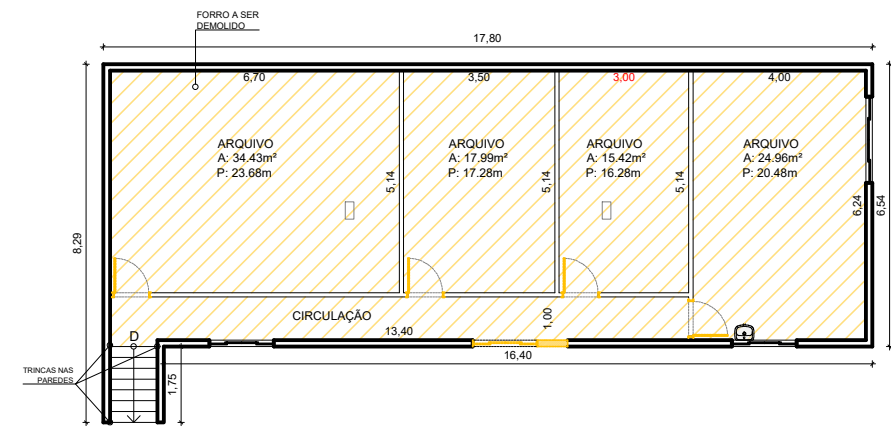 FORRO A SER
DEMOLIDO
17,80
6,70
3,50
3,00
4,00
ARQUIVO
A: 34.43m²
P: 23.68m
ARQUIVO
A: 17.99m²
P: 17.28m
ARQUIVO
A: 15.42m²
P: 16.28m
ARQUIVO
A: 24.96m²
P: 20.48m
5,14
5,14
5,14
6,24
6,54
8,29
CIRCULAÇÃO
1,00
13,40
D
16,40
TRINCAS NAS
PAREDES
1,75